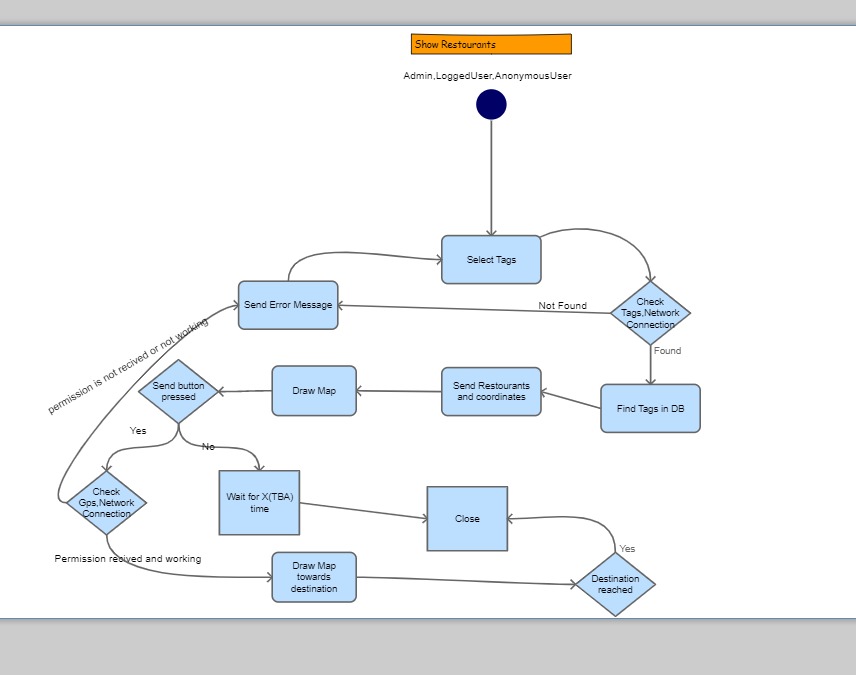 Show Restourants
Admin,LoggedUser,AnonymousUser
Select Tags
Send Error Message
Not Found
Check
Tags,Network
Connection
Found
permission is not recived or not working
Send button
pressed
Draw Map
Send Restourants
and coordinates
Find Tags in DB
Yes
No
Check
Gps,Network
Connection
Wait for X(TBA)
time
Close
Permission recived and working
Draw Map
towards
destination
Yes
Destination
reached